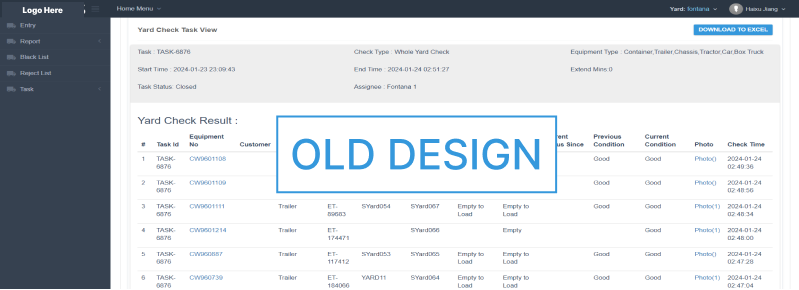 Logo Here
Home Menu
Yard: fontana
Haixu Jiang
Entry
Report
Black List
Reject List
Task
Yard Check Task View
DOWNLOAD TO EXCEL
Task : TASK-6876 Check Type : Whole Yard Check Equipment Type : Container,Trailer,Chassis,Tractor,Car,Box Truck
Start Time : 2024-01-23 23:09:43 End Time : 2024-01-24 02:51:27 Extend Mins:0
Task Status: Closed Assignee : Fontana 1
Yard Check Result :
OLD DESIGN
Equipment Previous Current
# Task Id No Customer Since Condition Condition Photo Check Time
1 TASK- CW9601108 Good Good Photo() 2024-01-24
6876 02:49:36
2 TASK- CW9601109 Good Good Photo() 2024-01-24
6876 02:48:56
3 TASK- CW9601111 Trailer ET- SYard054 SYard067 Empty to Empty to Good Good Photo(1) 2024-01-24
6876 89683 Load Load 02:48:34
4 TASK- CW9601214 Trailer ET- SYard066 Empty Good Photo(1) 2024-01-24
6876 174471 02:48:00
5 TASK- CW960887 Trailer ET- SYard053 SYard065 Empty to Empty to Good Good Photo() 2024-01-24
6876 117412 Load Load 02:47:28
6 TASK- CW960739 Trailer ET- YARD11 SYard064 Empty to Empty to Good Good Photo(1) 2024-01-24
6876 184066 Load Load 02:47:04